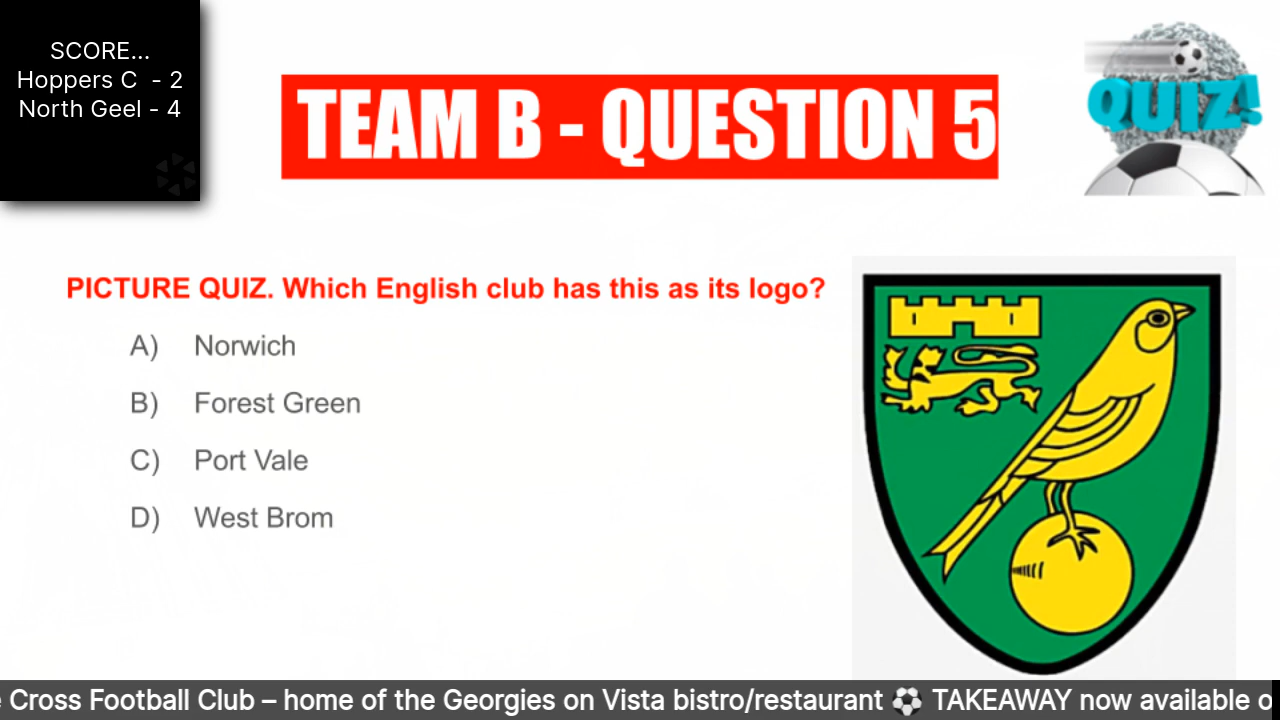 SCORE...
Hoppers C - 2
North Geel - 4
TEAM B - QUESTION 5
QUIZ!
PICTURE QUIZ. Which English club has this as its logo?
A) Norwich
B) Forest Green
C) Port Vale
D) West Brom
Cross Football Club – home of the Georgies on Vista bistro/restaurant ⚽ TAKEAWAY now available